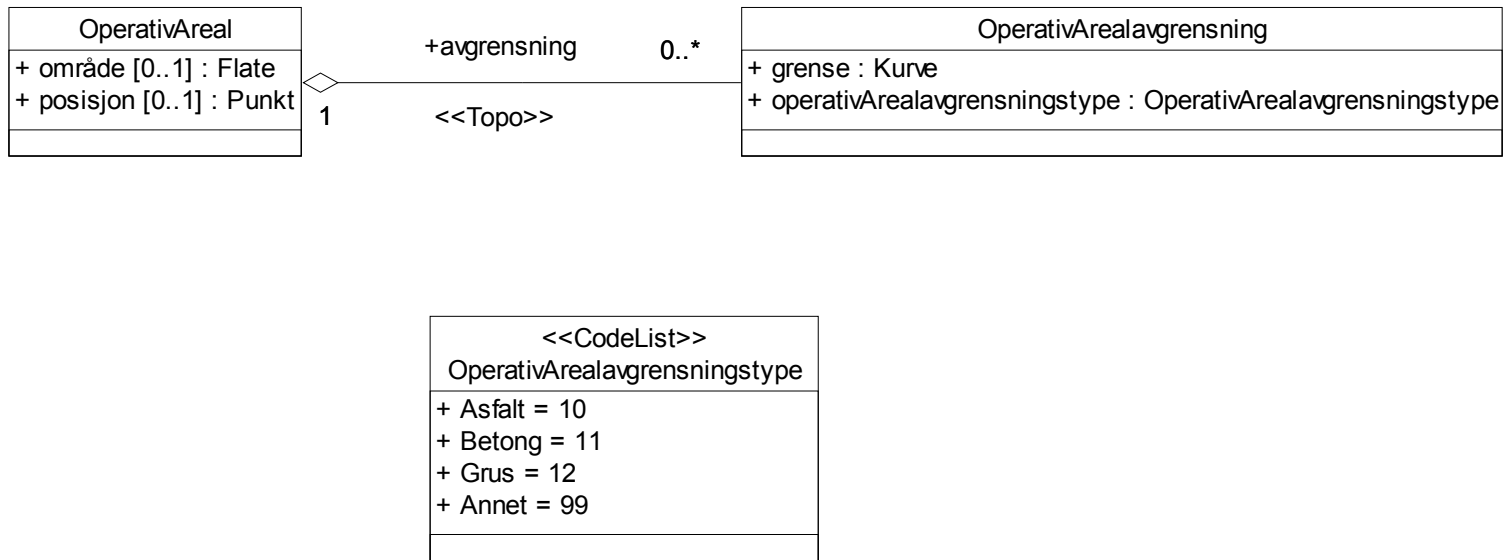 OperativAreal
+ område [0..1] : Flate
+ posisjon [0..1] : Punkt
+avgrensning
0..*
1
<<Topo>>
OperativArealavgrensning
+ grense : Kurve
+ operativArealavgrensningstype : OperativArealavgrensningstype
<<CodeList>>
OperativArealavgrensningstype
+ Asfalt = 10
+ Betong = 11
+ Grus = 12
+ Annet = 99